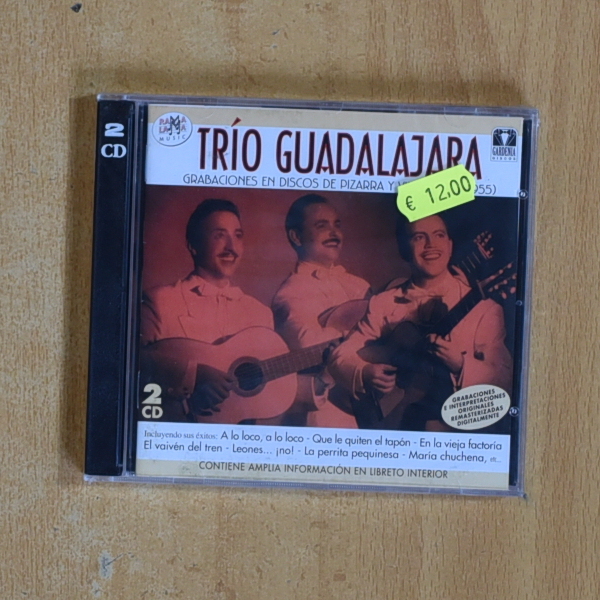 2
CD
RAMA
LAMA
MUSIC
TRÍO GUADALAJARA
GARDENIA
DISCOS
GRABACIONES EN DISCOS DE PIZARRA Y 955)
€ 12,00
2
CD
GRABACIONES
E INTERPRETACIONES
ORIGINALES
REMASTERIZADAS
DIGITALMENTE
Incluyendo sus éxitos: A lo loco, a lo loco - Que le quiten el tapón - En la vieja factoría
El vaivén del tren - Leones... ¡no! - La perrita pequinesa - María chuchena, etc...
CONTIENE AMPLIA INFORMACIÓN EN LIBRETO INTERIOR